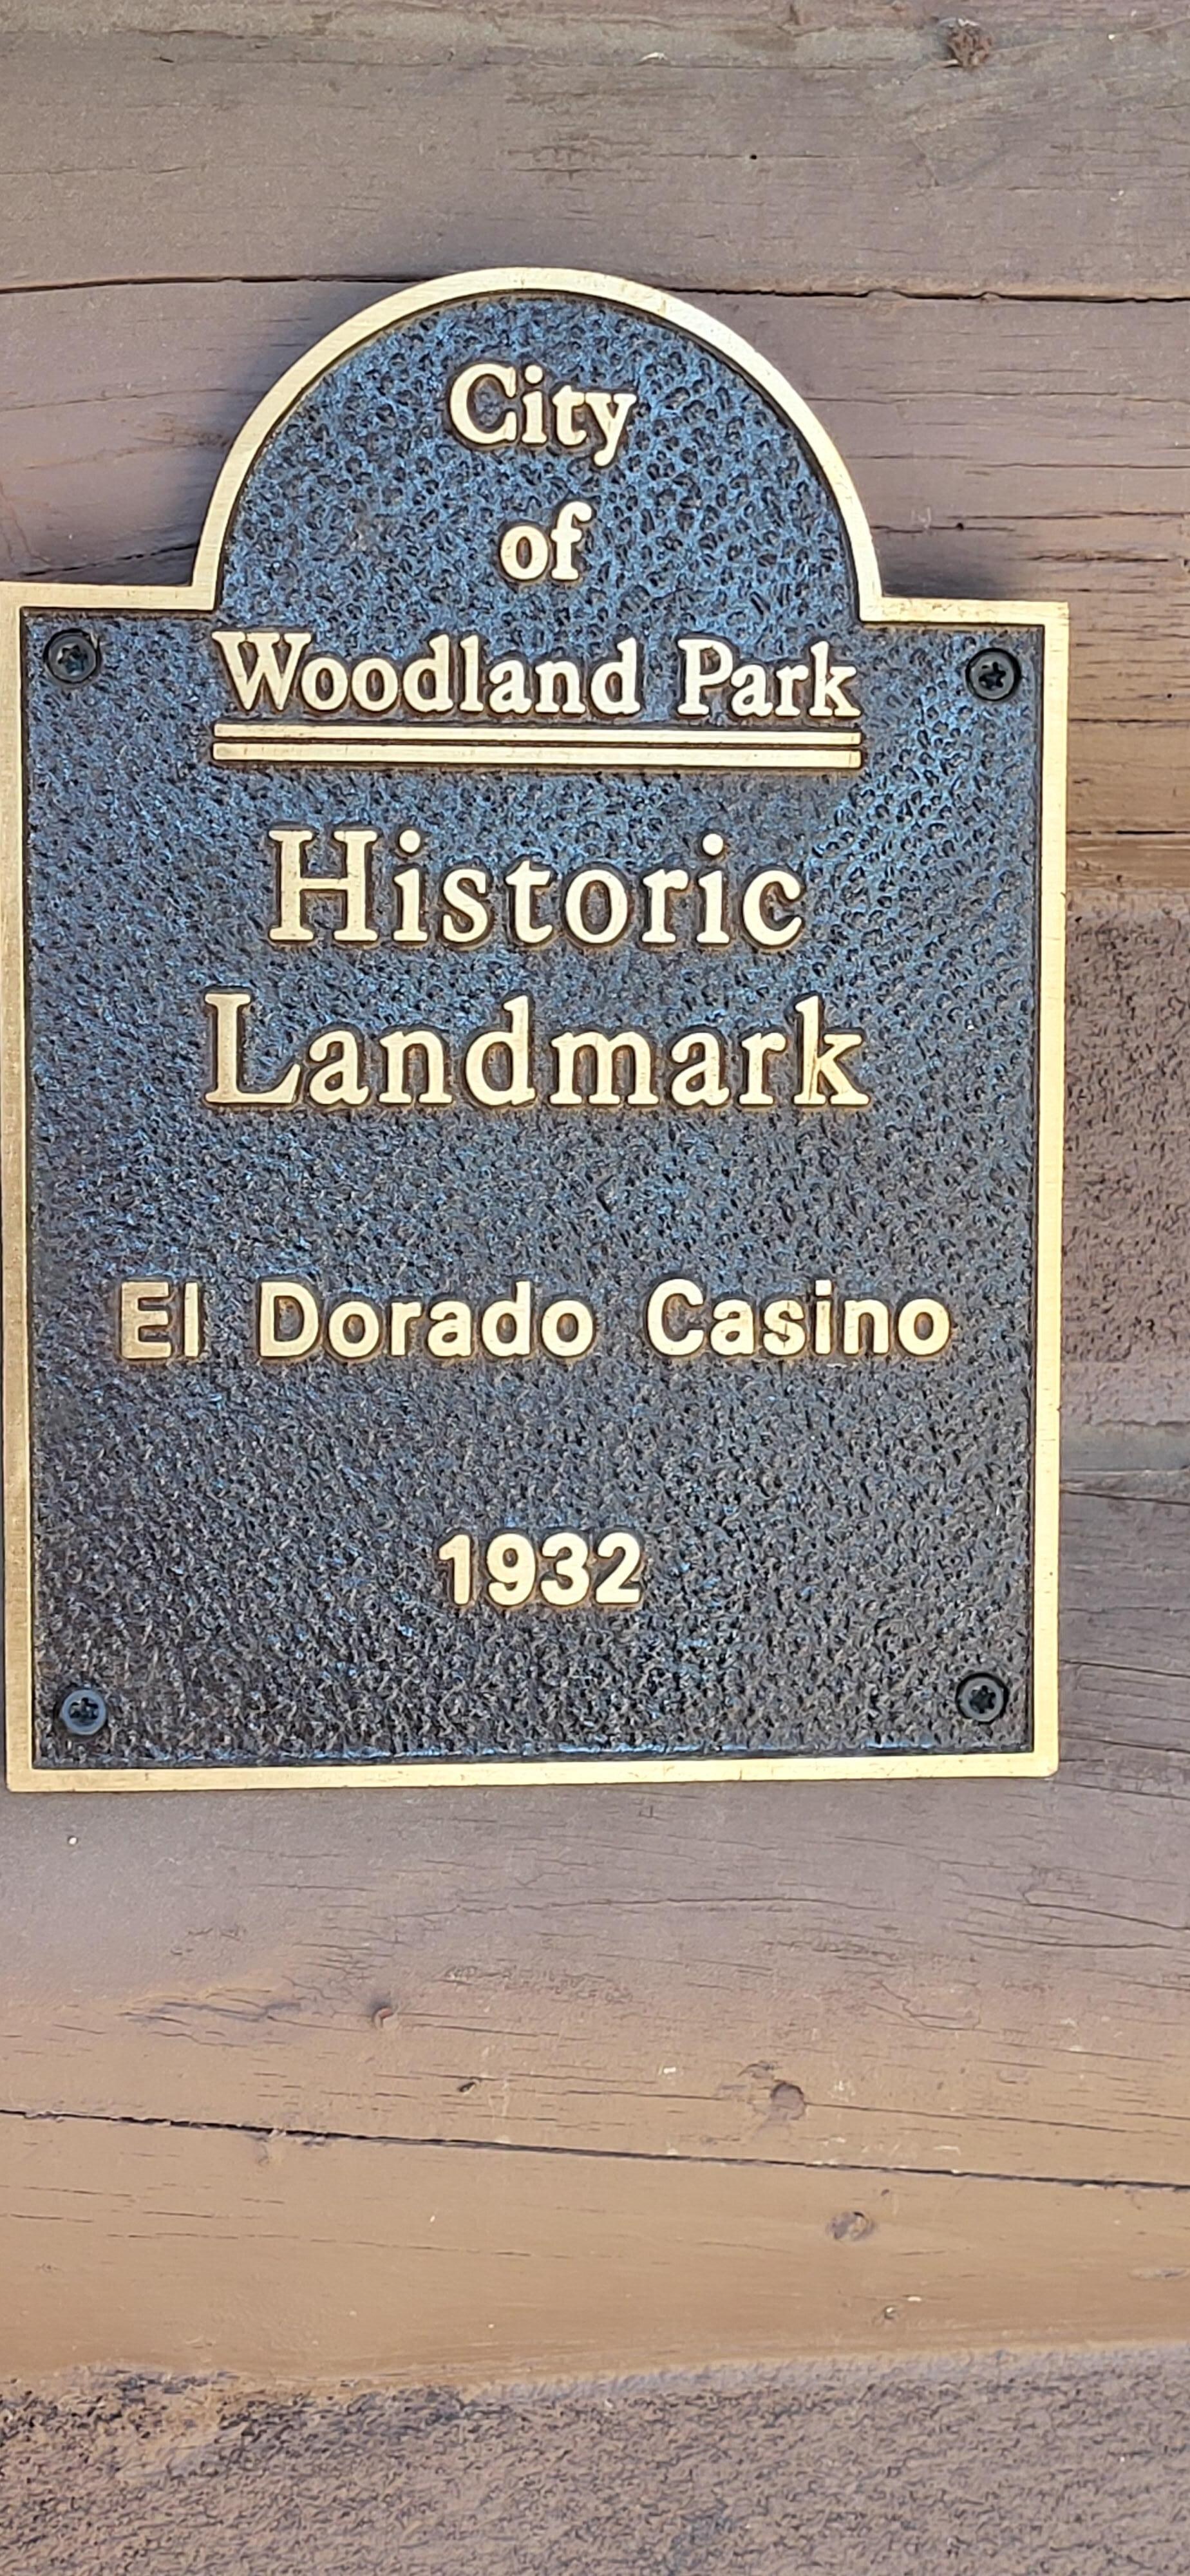 City
of
Woodland Park
Historic
Landmark
El Dorado Casino
1932